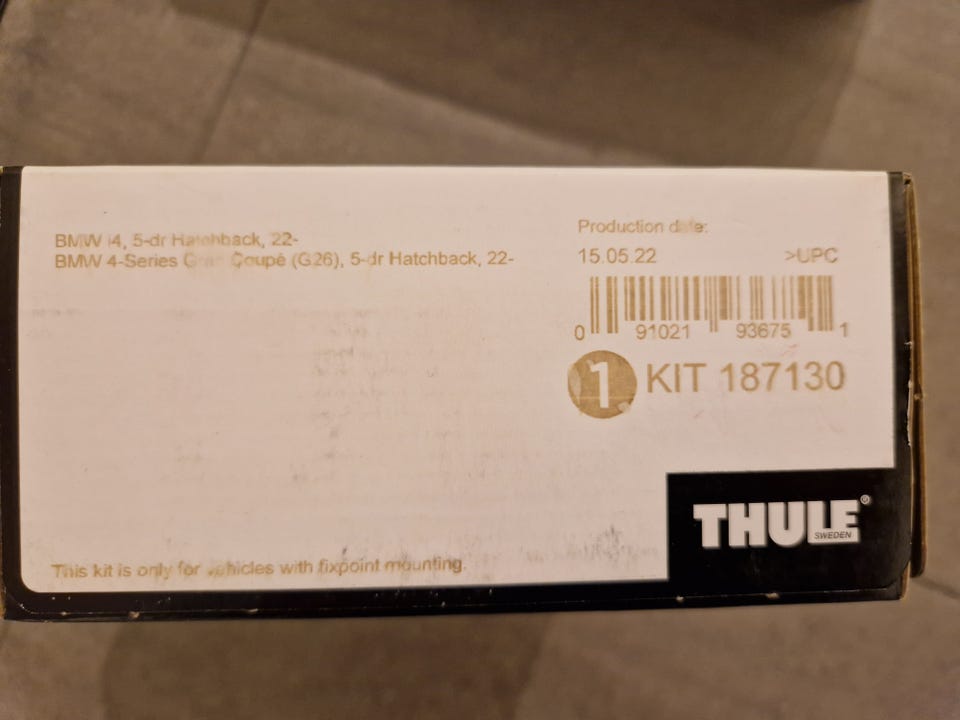 BMW i4, 5-dr Hatchback, 22-
BMW 4-Series Gran Coupé (G26), 5-dr Hatchback, 22-
Production date:
15.05.22 >UPC
0 91021 93675 1
1 KIT 187130
THULE®
SWEDEN
This kit is only for vehicles with fixpoint mounting.